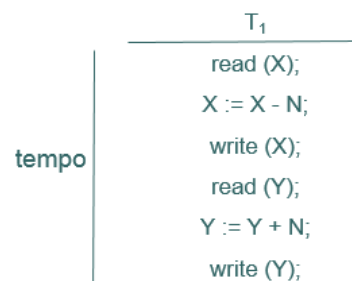 T₁
read (X);
X := X - N;
write (X);
tempo
read (Y);
Y := Y + N;
write (Y);